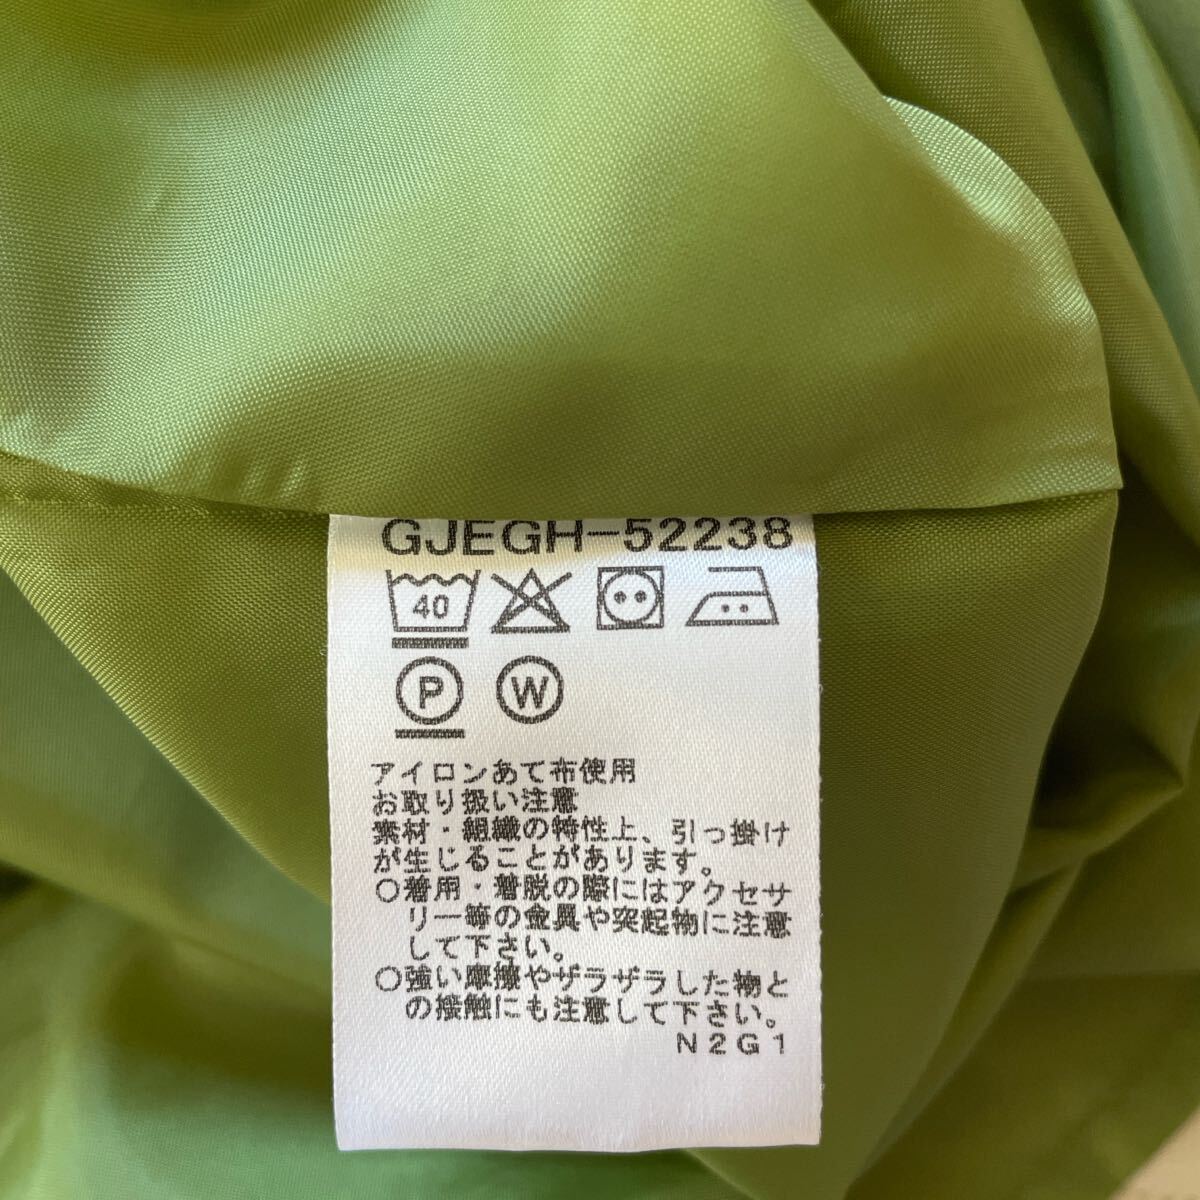 GJEGH-52238
40
P W
アイロンあて布使用
お取り扱い注意
素材・組織の特性上、引っ掛け
が生じることがあります。
○着用・着脱の際にはアクセサ
リー等の金具や突起物に注意
して下さい。
○強い摩擦やザラザラした物と
の接触にも注意して下さい。
N2G1